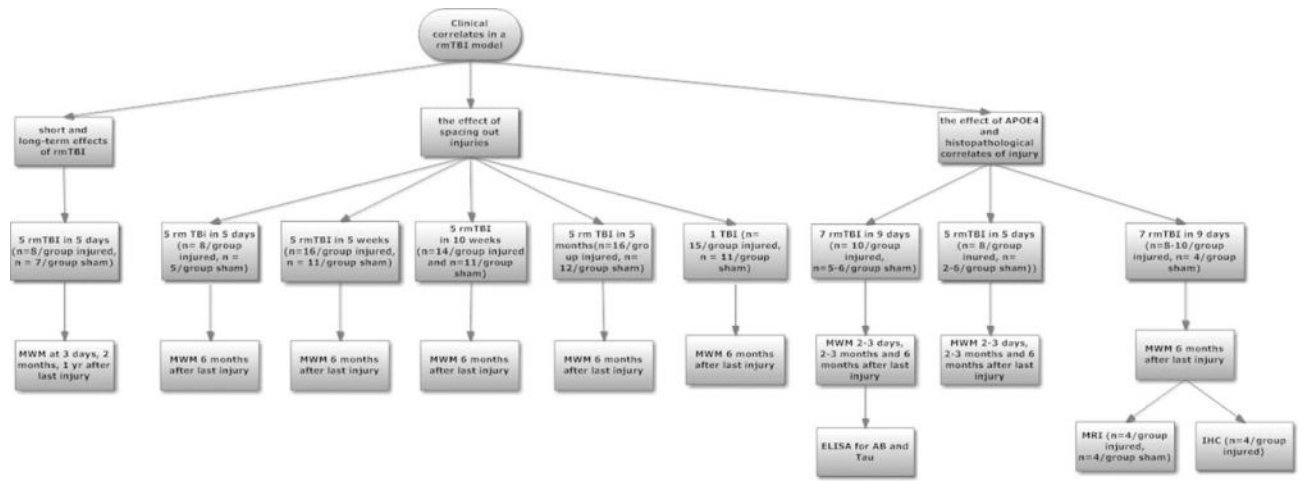 Clinical
correlates in a
rmTBI model
short and
long-term effects
of rmTBI
the effect of
spacing out
injuries
the effect of APOE4
and
histopathological
correlates of injury
5 rmTBI in 5 days
(n=8/group injured,
n = 7/group sham)
5 rm TBi in 5 days
(n= 8/group
injured, n =
5/group sham)
5 rmTBI in 5 weeks
(n=16/group injured,
n = 11/group sham)
5 rmTBI
in 10 weeks
(n=14/group injured
and n=11/group
sham)
5 rm TBI in 5
months(n=16/gro
up injured, n=
12/group sham)
1 TBI (n=
15/group injured,
n = 11/group
sham)
7 rmTBI in 9 days
(n= 10/group
injured,
n=5-6/group sham)
5 rmTBI in 5 days
(n= 8/group
inured, n=
2-6/group sham))
7 rmTBI in 9 days
(n=8-10/group
injured, n= 4/group
sham)
MWM at 3 days, 2
months, 1 yr after
last injury
MWM 6 months
after last injury
MWM 6 months
after last injury
MWM 6 months
after last injury
MWM 6 months
after last injury
MWM 6 months
after last injury
MWM 2-3 days,
2-3 months and 6
months after last
injury
MWM 2-3 days,
2-3 months and 6
months after last
injury
MWM 6 months
after last injury
ELISA for AB and
Tau
MRI (n=4/group
injured,
n=4/group sham)
IHC (n=4/group
injured)